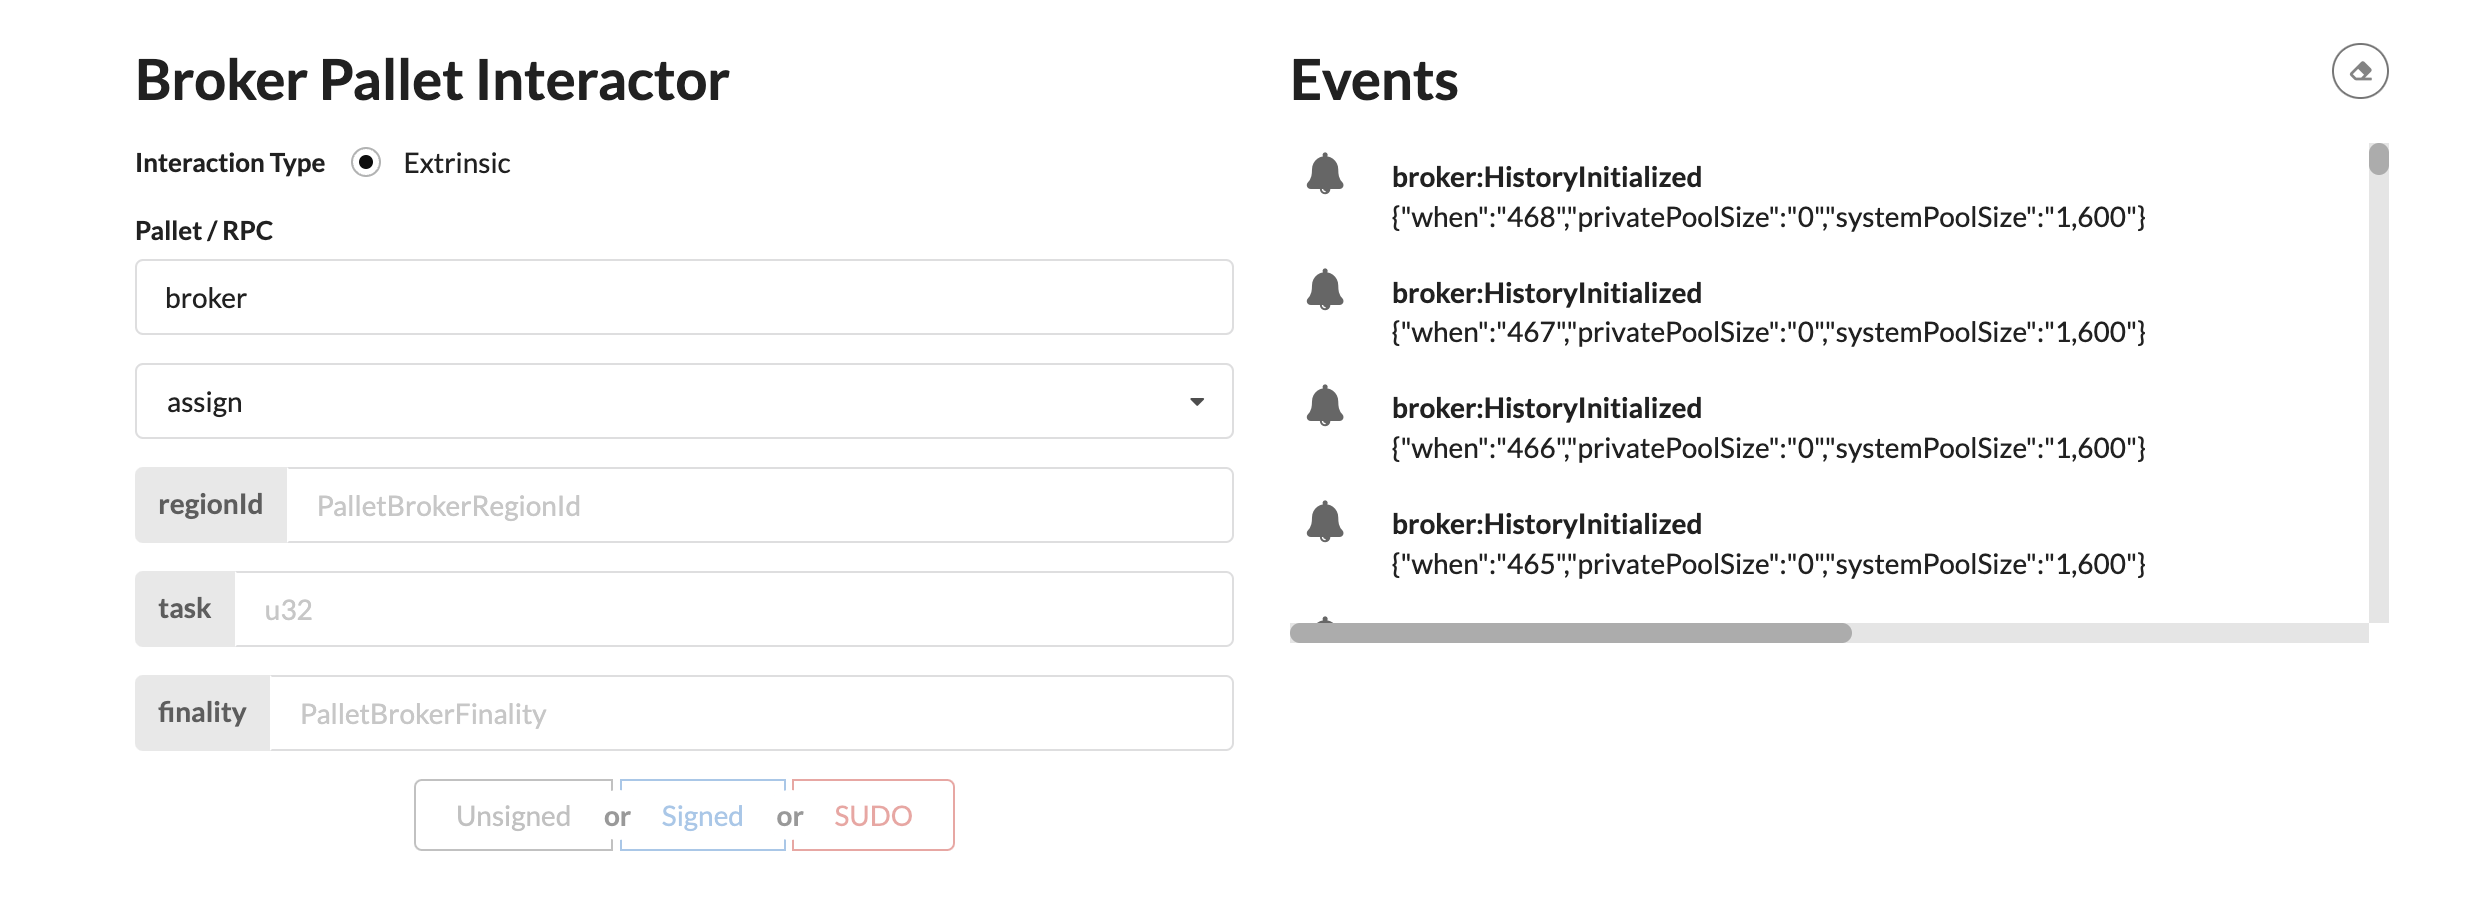 Broker Pallet Interactor
Interaction Type Extrinsic
Pallet / RPC
broker
assign
regionId PalletBrokerRegionId
task u32
finality PalletBrokerFinality
Unsigned or Signed or SUDO
Events
broker:HistoryInitialized
{"when":"468","privatePoolSize":"0","systemPoolSize":"1,600"}
broker:HistoryInitialized
{"when":"467","privatePoolSize":"0","systemPoolSize":"1,600"}
broker:HistoryInitialized
{"when":"466","privatePoolSize":"0","systemPoolSize":"1,600"}
broker:HistoryInitialized
{"when":"465","privatePoolSize":"0","systemPoolSize":"1,600"}